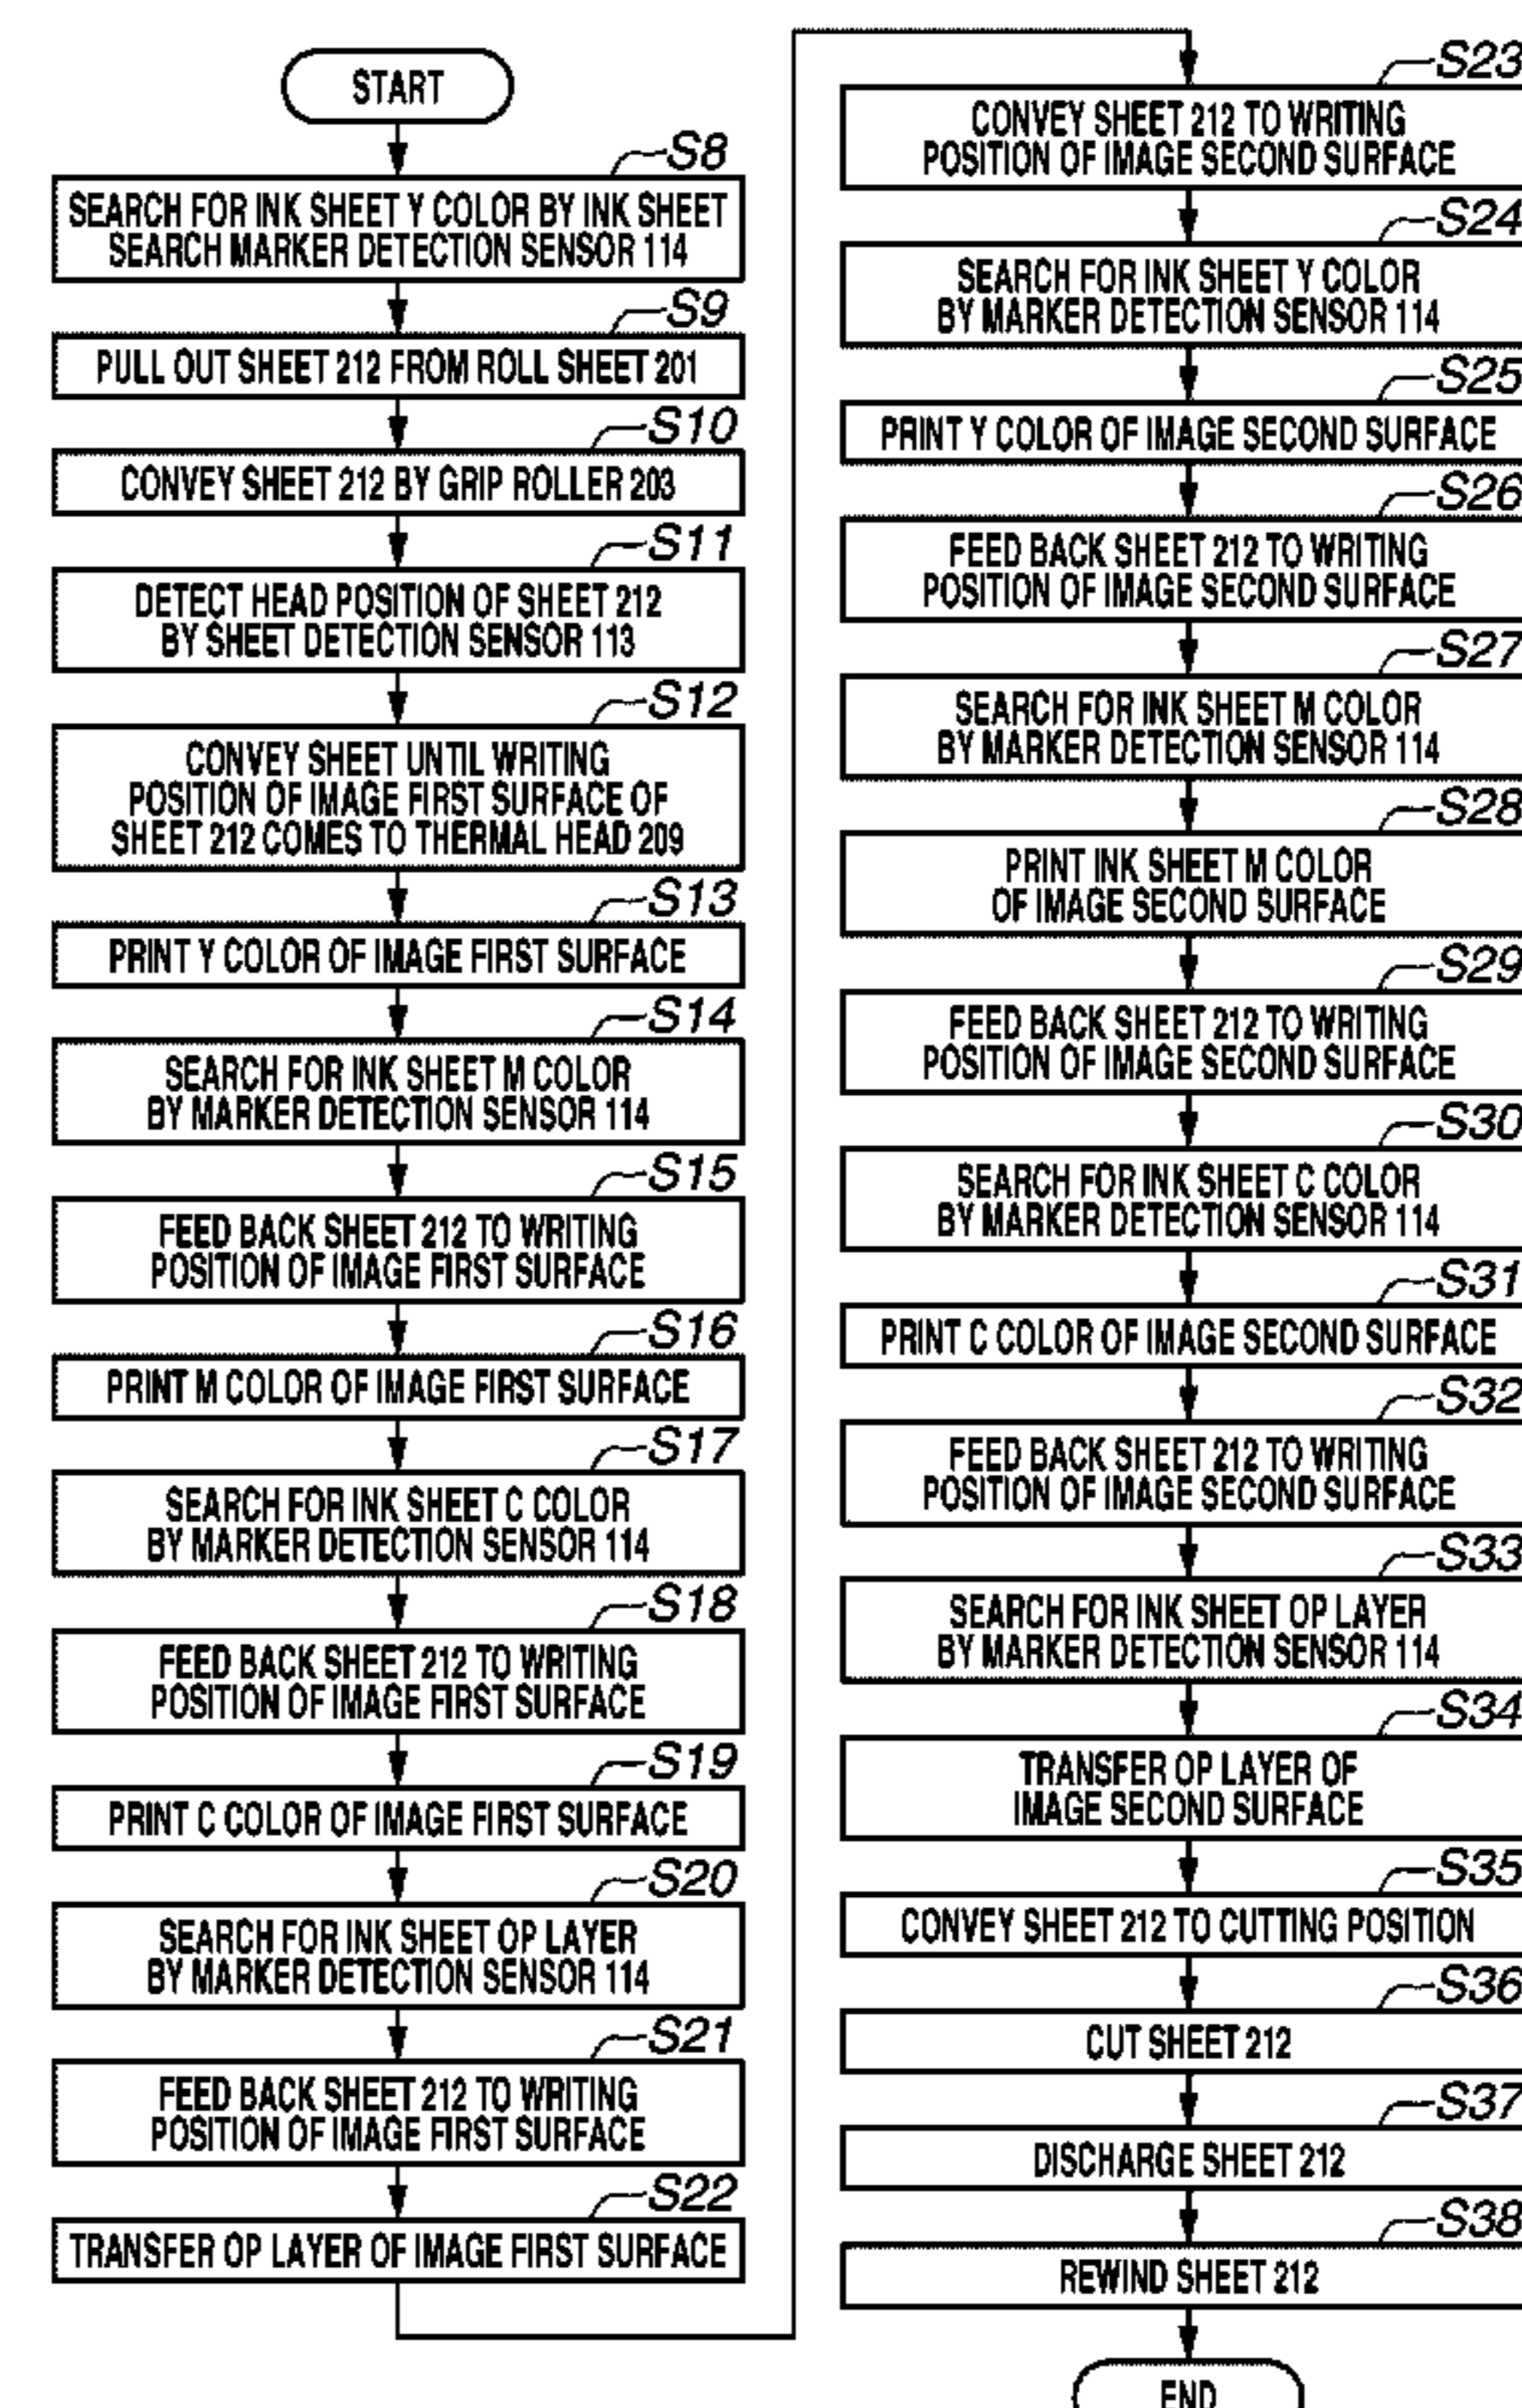 START
S8
SEARCH FOR INK SHEET Y COLOR BY INK SHEET
SEARCH MARKER DETECTION SENSOR 114
S9
PULL OUT SHEET 212 FROM ROLL SHEET 201
S10
CONVEY SHEET 212 BY GRIP ROLLER 203
S11
DETECT HEAD POSITION OF SHEET 212
BY SHEET DETECTION SENSOR 113
S12
CONVEY SHEET UNTIL WRITING
POSITION OF IMAGE FIRST SURFACE OF
SHEET 212 COMES TO THERMAL HEAD 209
S13
PRINT Y COLOR OF IMAGE FIRST SURFACE
S14
SEARCH FOR INK SHEET M COLOR
BY MARKER DETECTION SENSOR 114
S15
FEED BACK SHEET 212 TO WRITING
POSITION OF IMAGE FIRST SURFACE
S16
PRINT M COLOR OF IMAGE FIRST SURFACE
S17
SEARCH FOR INK SHEET C COLOR
BY MARKER DETECTION SENSOR 114
S18
FEED BACK SHEET 212 TO WRITING
POSITION OF IMAGE FIRST SURFACE
S19
PRINT C COLOR OF IMAGE FIRST SURFACE
S20
SEARCH FOR INK SHEET OP LAYER
BY MARKER DETECTION SENSOR 114
S21
FEED BACK SHEET 212 TO WRITING
POSITION OF IMAGE FIRST SURFACE
S22
TRANSFER OP LAYER OF IMAGE FIRST SURFACE
S23
CONVEY SHEET 212 TO WRITING
POSITION OF IMAGE SECOND SURFACE
S24
SEARCH FOR INK SHEET Y COLOR
BY MARKER DETECTION SENSOR 114
S25
PRINT Y COLOR OF IMAGE SECOND SURFACE
S26
FEED BACK SHEET 212 TO WRITING
POSITION OF IMAGE SECOND SURFACE
S27
SEARCH FOR INK SHEET M COLOR
BY MARKER DETECTION SENSOR 114
S28
PRINT INK SHEET M COLOR
OF IMAGE SECOND SURFACE
S29
FEED BACK SHEET 212 TO WRITING
POSITION OF IMAGE SECOND SURFACE
S30
SEARCH FOR INK SHEET C COLOR
BY MARKER DETECTION SENSOR 114
S31
PRINT C COLOR OF IMAGE SECOND SURFACE
S32
FEED BACK SHEET 212 TO WRITING
POSITION OF IMAGE SECOND SURFACE
S33
SEARCH FOR INK SHEET OP LAYER
BY MARKER DETECTION SENSOR 114
S34
TRANSFER OP LAYER OF
IMAGE SECOND SURFACE
S35
CONVEY SHEET 212 TO CUTTING POSITION
S36
CUT SHEET 212
S37
DISCHARGE SHEET 212
S38
REWIND SHEET 212
END